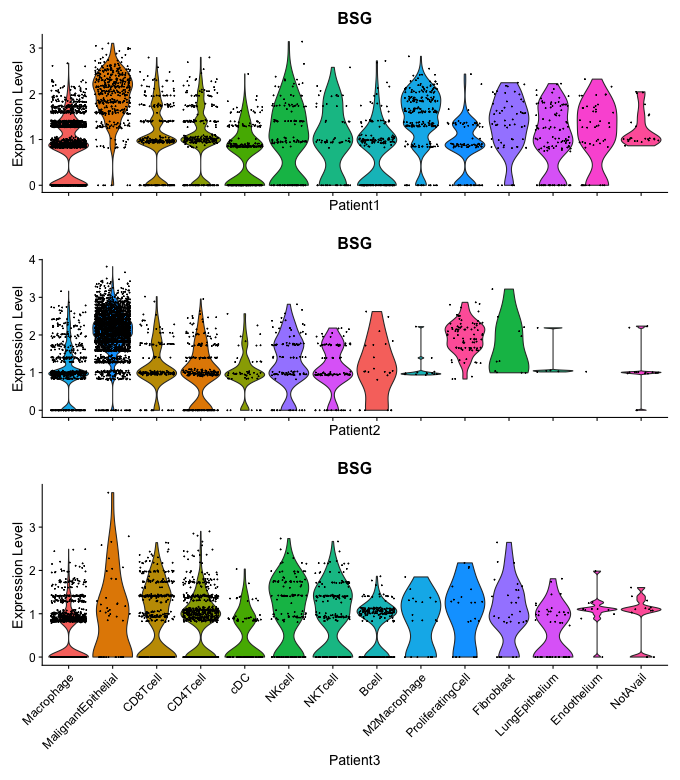 BSG
Expression Level
3
2
1
0
Patient1
BSG
Expression Level
4
3
2
1
0
Patient2
BSG
Expression Level
3
2
1
0
Macrophage
MalignantEpithelial
CD8Tcell
CD4Tcell
cDC
NKcell
NKTcell
Bcell
M2Macrophage
ProliferatingCell
Fibroblast
LungEpithelium
Endothelium
NotAvail
Patient3